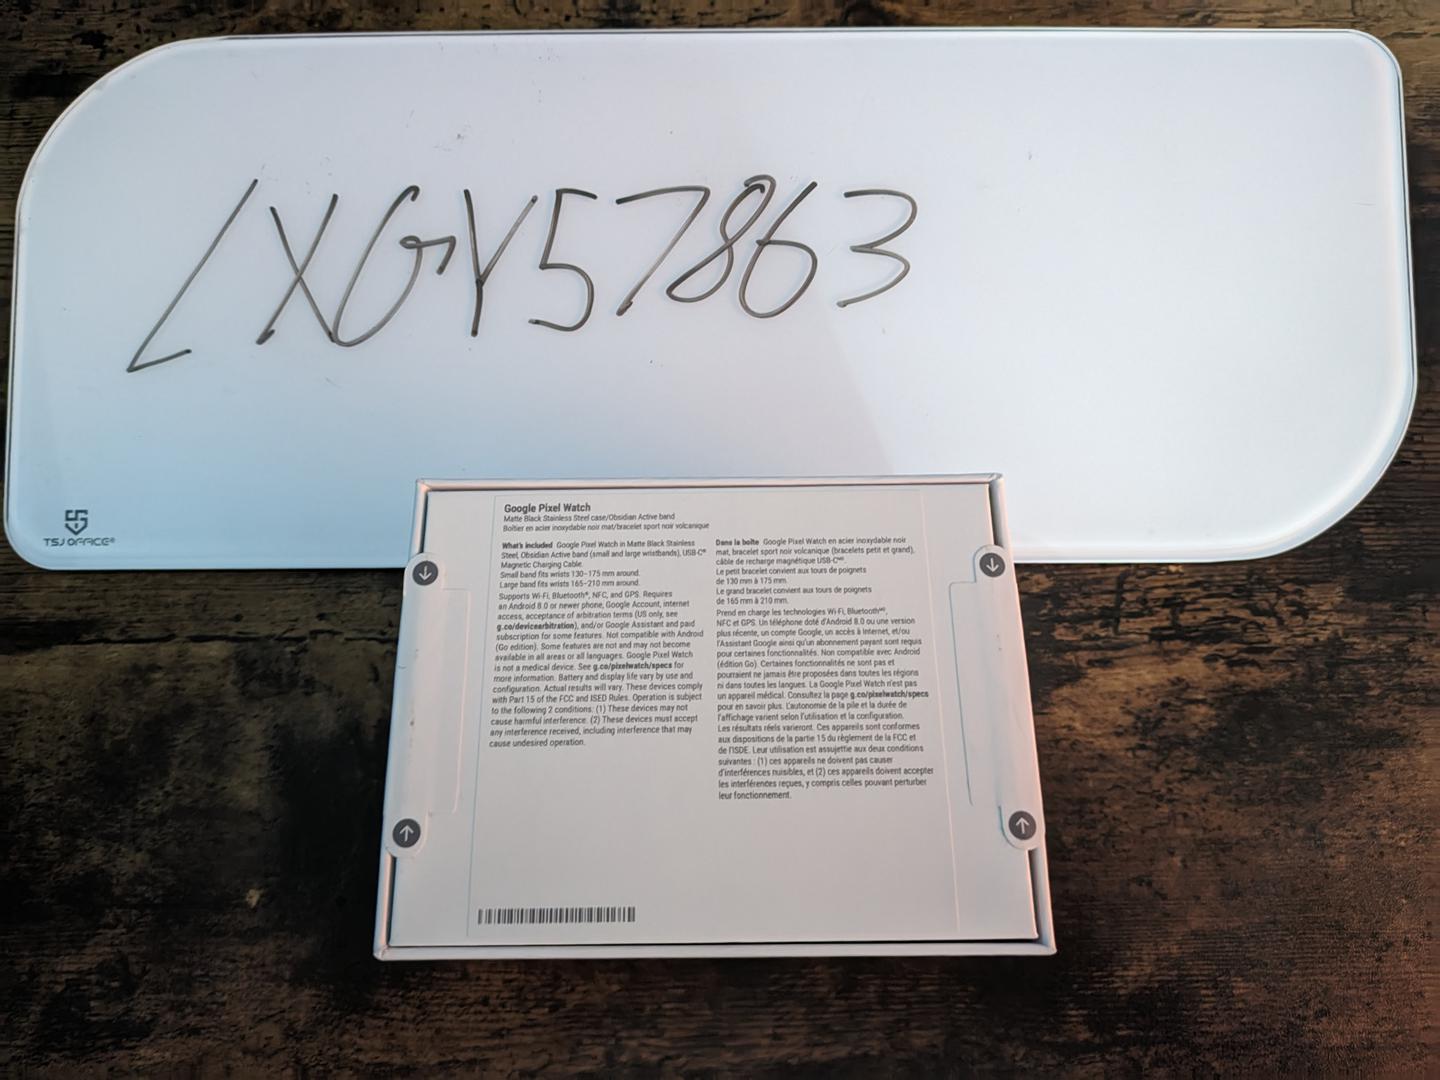 LXGY57863
TSJ OFFICE®
Google Pixel Watch
Matte Black Stainless Steel case/Obsidian Active band
Boîtier en acier inoxydable noir mat/bracelet sport noir volcanique
What's included Google Pixel Watch in Matte Black Stainless
Steel, Obsidian Active band (small and large wristbands), USB-C®
Magnetic Charging Cable.
Small band fits wrists 130–175 mm around.
Large band fits wrists 165–210 mm around.
Supports Wi-Fi, Bluetooth®, NFC, and GPS. Requires
an Android 8.0 or newer phone, Google Account, internet
access, acceptance of arbitration terms (US only, see
g.co/devicearbitration), and/or Google Assistant and paid
subscription for some features. Not compatible with Android
(Go edition). Some features are not and may not become
available in all areas or all languages. Google Pixel Watch
is not a medical device. See g.co/pixelwatch/specs for
more information. Battery and display life vary by use and
configuration. Actual results will vary. These devices comply
with Part 15 of the FCC and ISED Rules. Operation is subject
to the following 2 conditions: (1) These devices may not
cause harmful interference. (2) These devices must accept
any interference received, including interference that may
cause undesired operation.
Dans la boîte Google Pixel Watch en acier inoxydable noir
mat, bracelet sport noir volcanique (bracelets petit et grand),
câble de recharge magnétique USB-Cᴹᴰ.
Le petit bracelet convient aux tours de poignets
de 130 mm à 175 mm.
Le grand bracelet convient aux tours de poignets
de 165 mm à 210 mm.
Prend en charge les technologies Wi-Fi, Bluetoothᴹᴰ,
NFC et GPS. Un téléphone doté d'Android 8.0 ou une version
plus récente, un compte Google, un accès à Internet, et/ou
l'Assistant Google ainsi qu'un abonnement payant sont requis
pour certaines fonctionnalités. Non compatible avec Android
(édition Go). Certaines fonctionnalités ne sont pas et
pourraient ne jamais être proposées dans toutes les régions
ni dans toutes les langues. La Google Pixel Watch n'est pas
un appareil médical. Consultez la page g.co/pixelwatch/specs
pour en savoir plus. L'autonomie de la pile et la durée de
l'affichage varient selon l'utilisation et la configuration.
Les résultats réels varieront. Ces appareils sont conformes
aux dispositions de la partie 15 du règlement de la FCC et
de l'ISDE. Leur utilisation est assujettie aux deux conditions
suivantes : (1) ces appareils ne doivent pas causer
d'interférences nuisibles, et (2) ces appareils doivent accepter
les interférences reçues, y compris celles pouvant perturber
leur fonctionnement.